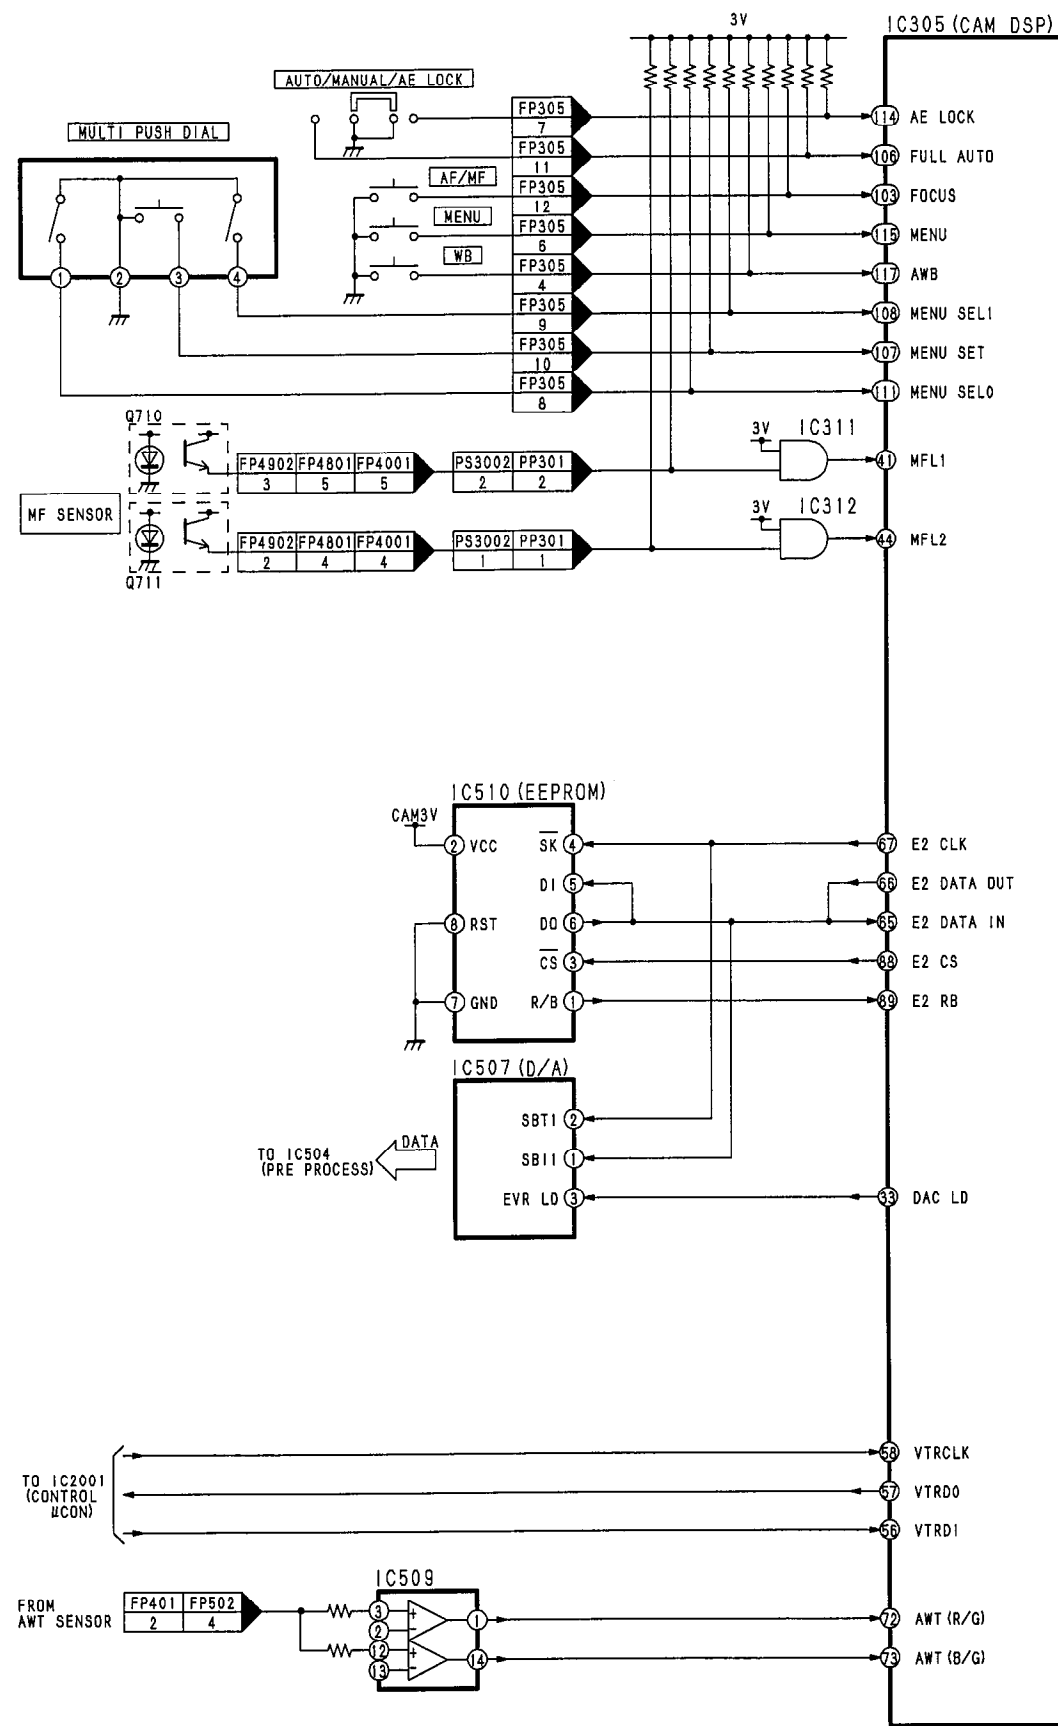 3V
IC305 (CAM DSP)
AUTO/MANUAL/AE LOCK
MULTI PUSH DIAL
FP305
7
114 AE LOCK
FP305
11
106 FULL AUTO
AF/MF
FP305
12
103 FOCUS
MENU
FP305
6
115 MENU
WB
FP305
4
117 AWB
1 2 3 4
FP305
9
108 MENU SEL1
FP305
10
107 MENU SET
FP305
8
111 MENU SEL0
Q710
3V IC311
FP4902 FP4801 FP4001 PS3002 PP301
3 5 5 2 2
41 MFL1
MF SENSOR
3V IC312
FP4902 FP4801 FP4001 PS3002 PP301
2 4 4 1 1
44 MFL2
Q711
IC510 (EEPROM)
CAM3V
2 VCC SK 4 67 E2 CLK
DI 5 66 E2 DATA OUT
8 RST DO 6 65 E2 DATA IN
CS 3 88 E2 CS
7 GND R/B 1 89 E2 RB
IC507 (D/A)
SBT1 2
TO IC504
(PRE PROCESS)
DATA
SBI1 1
EVR LD 3 33 DAC LD
58 VTRCLK
TO IC2001
(CONTROL
μCON)
57 VTRDO
56 VTRDI
IC509
FROM
AWT SENSOR
FP401 FP502
2 4
3 + 1 72 AWT (R/G)
2 -
12 + 14 73 AWT (B/G)
13 -